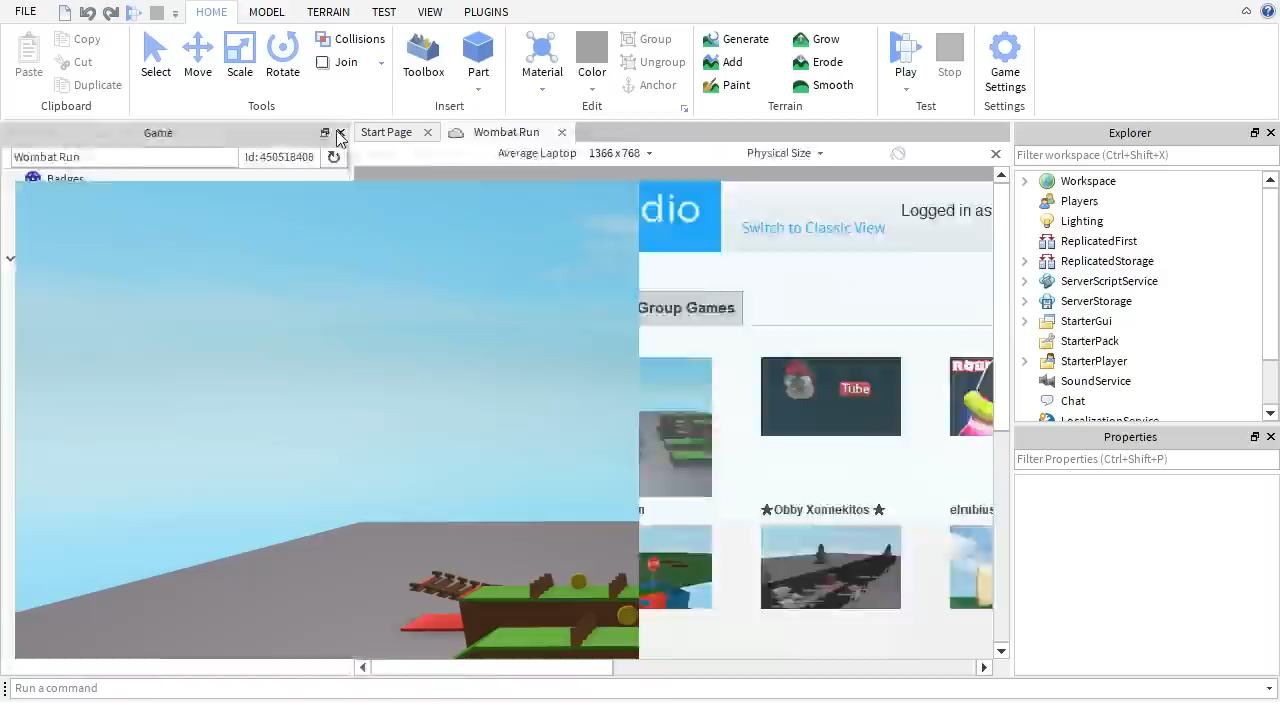 FILE HOME MODEL TERRAIN TEST VIEW PLUGINS
Paste Copy Cut Duplicate
Clipboard
Select Move Scale Rotate Collisions Join
Tools
Toolbox Part
Insert
Material Color Group Ungroup Anchor
Edit
Generate Add Paint Grow Erode Smooth
Terrain
Play Stop
Test
Game Settings
Settings
Game
Wombat Run Id: 450518408
Badges
Start Page Wombat Run
Average Laptop 1366 x 768 Physical Size
dio
Switch to Classic View
Logged in as
Group Games
Tube
★Obby Xonnekitos ★
elrubius
Explorer
Filter workspace (Ctrl+Shift+X)
Workspace
Players
Lighting
ReplicatedFirst
ReplicatedStorage
ServerScriptService
ServerStorage
StarterGui
StarterPack
StarterPlayer
SoundService
Chat
LocalizationService
Properties
Filter Properties (Ctrl+Shift+P)
Run a command